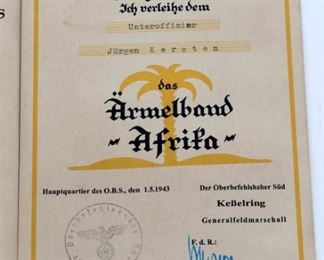 Ich verleihe dem
Unteroffizier
Jürgen Kersten
das
Ärmelband
„Afrika“
Hauptquartier des O.B.S., den 1.5.1943
Der Oberbefehlshaber Süd
Keßelring
Generalfeldmarschall
F. d. R.: